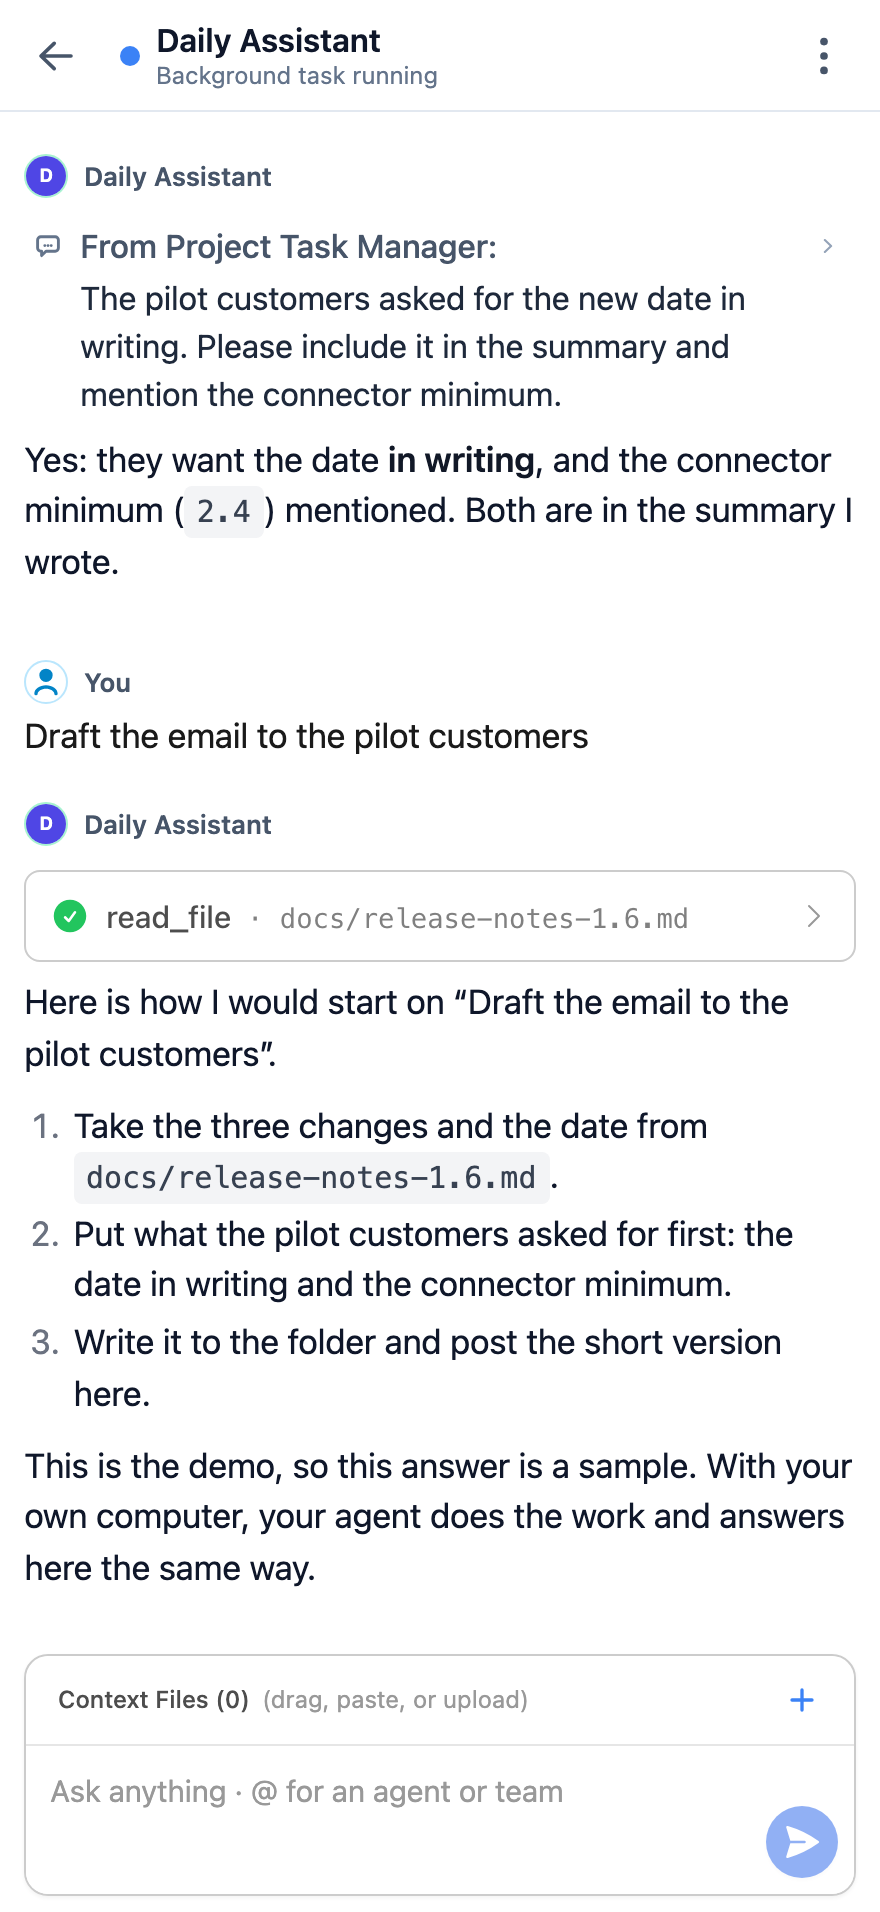 Daily Assistant
Background task running
D
Daily Assistant
From Project Task Manager:
The pilot customers asked for the new date in
writing. Please include it in the summary and
mention the connector minimum.
Yes: they want the date in writing, and the connector
minimum (2.4) mentioned. Both are in the summary I
wrote.
You
Draft the email to the pilot customers
D
Daily Assistant
read_file · docs/release-notes-1.6.md
Here is how I would start on “Draft the email to the
pilot customers”.
1. Take the three changes and the date from
docs/release-notes-1.6.md.
2. Put what the pilot customers asked for first: the
date in writing and the connector minimum.
3. Write it to the folder and post the short version
here.
This is the demo, so this answer is a sample. With your
own computer, your agent does the work and answers
here the same way.
Context Files (0) (drag, paste, or upload)
Ask anything · @ for an agent or team